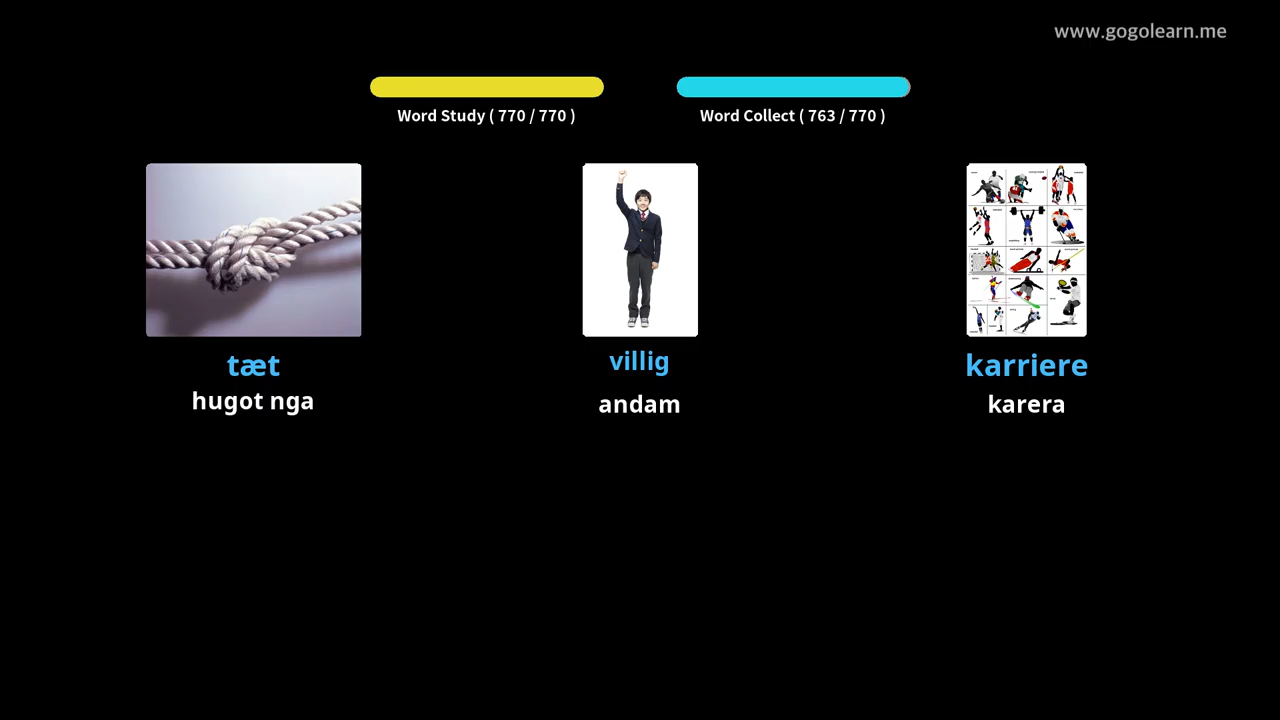 www.gogolearn.me
Word Study ( 770 / 770 )
Word Collect ( 763 / 770 )
tæt
villig
karriere
hugot nga
andam
karera